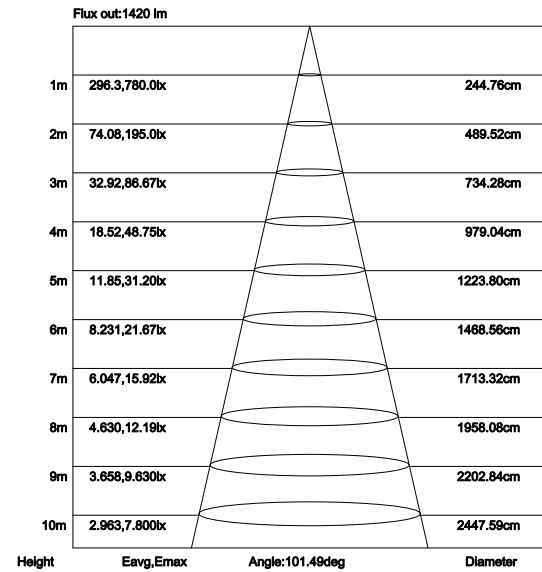 Flux out:1420 lm
1m 296.3,780.0lx 244.76cm
2m 74.08,195.0lx 489.52cm
3m 32.92,86.67lx 734.28cm
4m 18.52,48.75lx 979.04cm
5m 11.85,31.20lx 1223.80cm
6m 8.231,21.67lx 1468.56cm
7m 6.047,15.92lx 1713.32cm
8m 4.630,12.19lx 1958.08cm
9m 3.658,9.630lx 2202.84cm
10m 2.963,7.800lx 2447.59cm
Height Eavg,Emax Angle:101.49deg Diameter